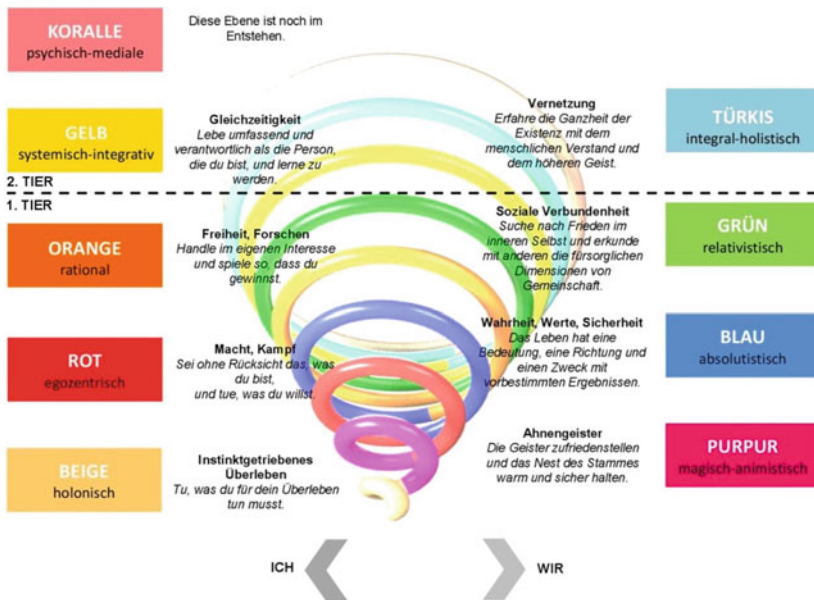 KORALLE
psychisch-mediale
Diese Ebene ist noch im
Entstehen.
GELB
systemisch-integrativ
Gleichzeitigkeit
Lebe umfassend und
verantwortlich als die Person,
die du bist, und lerne zu
werden.
Vernetzung
Erfahre die Ganzheit der
Existenz mit dem
menschlichen Verstand und
dem höheren Geist.
TÜRKIS
integral-holistisch
2. TIER
1. TIER
ORANGE
rational
Freiheit, Forschen
Handle im eigenen Interesse
und spiele so, dass du
gewinnst.
Soziale Verbundenheit
Suche nach Frieden im
inneren Selbst und erkunde
mit anderen die fürsorglichen
Dimensionen von
Gemeinschaft.
GRÜN
relativistisch
ROT
egozentrisch
Macht, Kampf
Sei ohne Rücksicht das, was
du bist,
und tue, was du willst.
Wahrheit, Werte, Sicherheit
Das Leben hat eine
Bedeutung, eine Richtung und
einen Zweck mit
vorbestimmten Ergebnissen.
BLAU
absolutistisch
BEIGE
holonisch
Instinktgetriebenes
Überleben
Tu, was du für dein Überleben
tun musst.
Ahnengeister
Die Geister zufriedenstellen
und das Nest des Stammes
warm und sicher halten.
PURPUR
magisch-animistisch
ICH
WIR